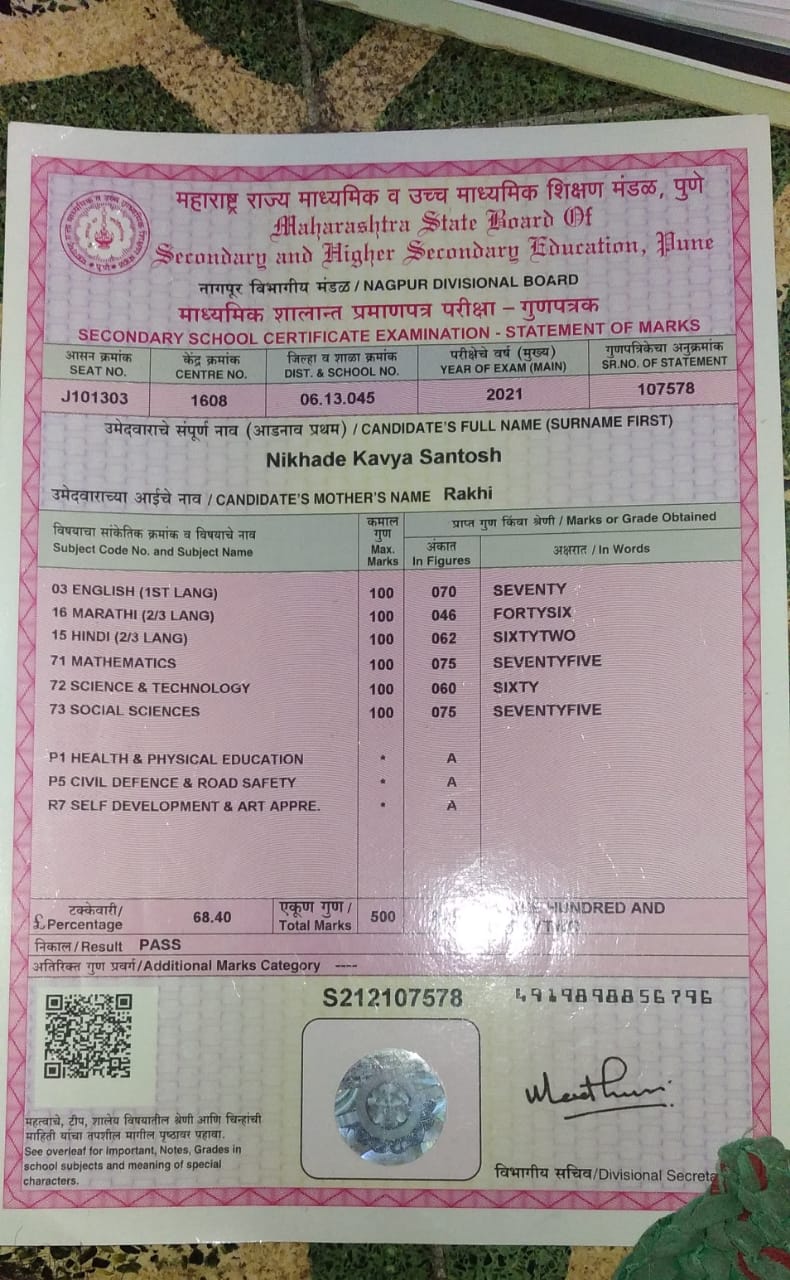 महाराष्ट्र राज्य माध्यमिक व उच्च माध्यमिक शिक्षण मंडळ, पुणे
Maharashtra State Board Of
Secondary and Higher Secondary Education, Pune
नागपूर विभागीय मंडळ / NAGPUR DIVISIONAL BOARD
माध्यमिक शालान्त प्रमाणपत्र परीक्षा – गुणपत्रक
SECONDARY SCHOOL CERTIFICATE EXAMINATION - STATEMENT OF MARKS
आसन क्रमांक केंद्र क्रमांक जिल्हा व शाळा क्रमांक परीक्षेचे वर्ष (मुख्य) गुणपत्रिकेचा अनुक्रमांक
SEAT NO. CENTRE NO. DIST. & SCHOOL NO. YEAR OF EXAM (MAIN) SR.NO. OF STATEMENT
J101303 1608 06.13.045 2021 107578
उमेदवाराचे संपूर्ण नाव (आडनाव प्रथम) / CANDIDATE'S FULL NAME (SURNAME FIRST)
Nikhade Kavya Santosh
उमेदवाराच्या आईचे नाव / CANDIDATE'S MOTHER'S NAME Rakhi
विषयाचा सांकेतिक क्रमांक व विषयाचे नाव
Subject Code No. and Subject Name
कमाल
गुण
Max.
Marks
प्राप्त गुण किंवा श्रेणी / Marks or Grade Obtained
अंकात
In Figures
अक्षरात / In Words
03 ENGLISH (1ST LANG) 100 070 SEVENTY
16 MARATHI (2/3 LANG) 100 046 FORTYSIX
15 HINDI (2/3 LANG) 100 062 SIXTYTWO
71 MATHEMATICS 100 075 SEVENTYFIVE
72 SCIENCE & TECHNOLOGY 100 060 SIXTY
73 SOCIAL SCIENCES 100 075 SEVENTYFIVE
P1 HEALTH & PHYSICAL EDUCATION * A
P5 CIVIL DEFENCE & ROAD SAFETY * A
R7 SELF DEVELOPMENT & ART APPRE. * A
टक्केवारी/
£ Percentage 68.40
एकूण गुण /
Total Marks 500
HUNDRED AND
निकाल / Result PASS
अतिरिक्त गुण प्रवर्ग/Additional Marks Category ----
S212107578 4919898856796
महत्वाचे, टीप, शालेय विषयातील श्रेणी आणि चिन्हांची
माहिती यांचा तपशील मागील पृष्ठावर पहावा.
See overleaf for Important, Notes, Grades in
school subjects and meaning of special
characters.
विभागीय सचिव/Divisional Secreta